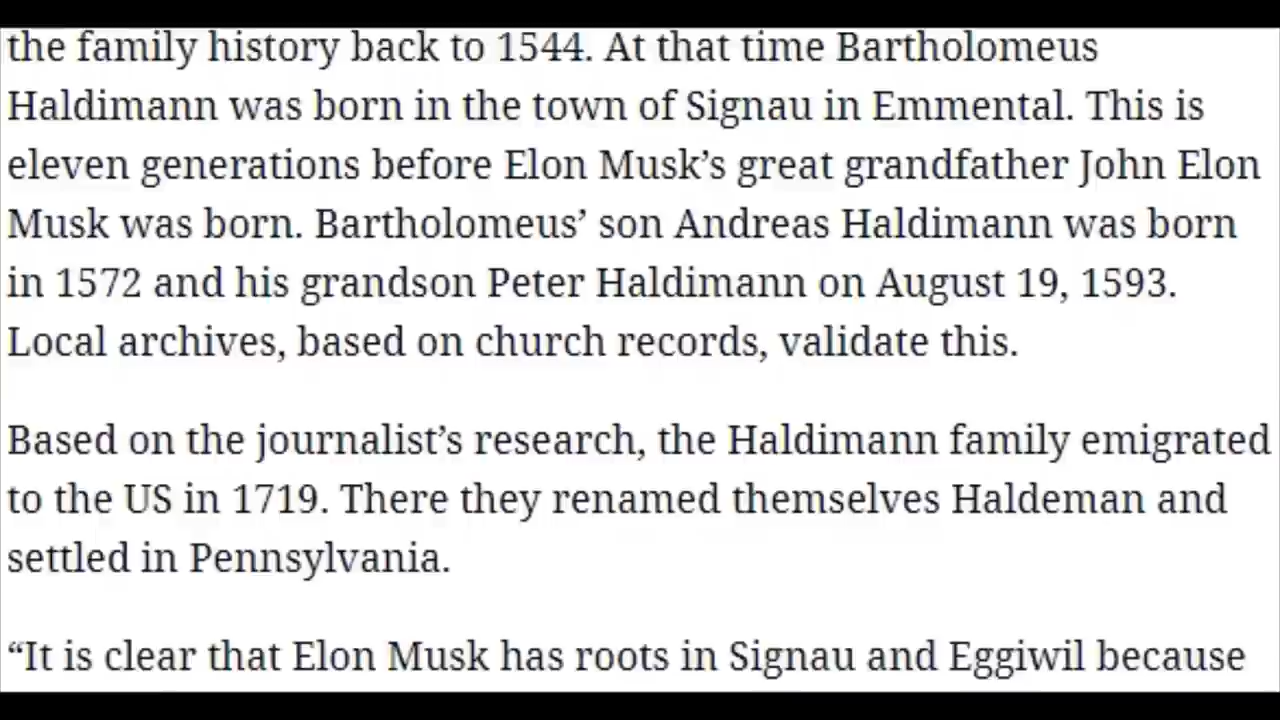 the family history back to 1544. At that time Bartholomeus
Haldimann was born in the town of Signau in Emmental. This is
eleven generations before Elon Musk’s great grandfather John Elon
Musk was born. Bartholomeus’ son Andreas Haldimann was born
in 1572 and his grandson Peter Haldimann on August 19, 1593.
Local archives, based on church records, validate this.
Based on the journalist’s research, the Haldimann family emigrated
to the US in 1719. There they renamed themselves Haldeman and
settled in Pennsylvania.
“It is clear that Elon Musk has roots in Signau and Eggiwil because